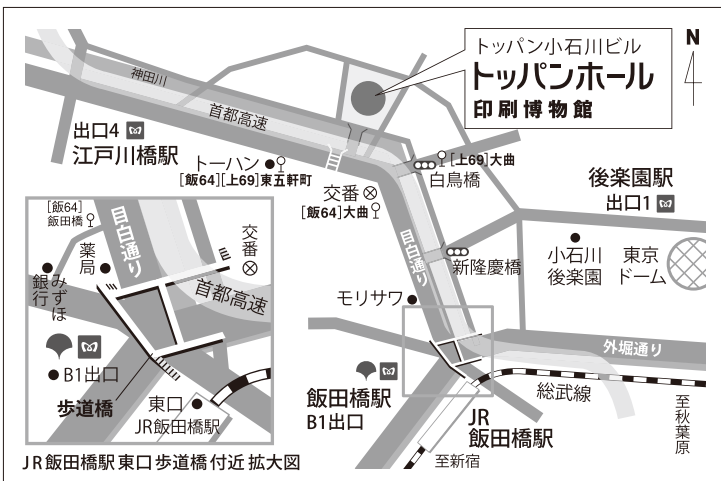 トッパン小石川ビル
トッパンホール
印刷博物館
N
神田川
首都高速
出口4
江戸川橋駅
トーハン
[飯64][上69]東五軒町
交番
[飯64]大曲
[上69]大曲
白鳥橋
後楽園駅
出口1
目白通り
新隆慶橋
小石川
後楽園
東京
ドーム
モリサワ
外堀通り
飯田橋駅
B1出口
総武線
JR
飯田橋駅
至秋葉原
至新宿
[飯64]
飯田橋
目白通り
交番
薬局
みずほ
銀行
首都高速
B1出口
歩道橋
東口
JR飯田橋駅
JR飯田橋駅東口歩道橋付近 拡大図